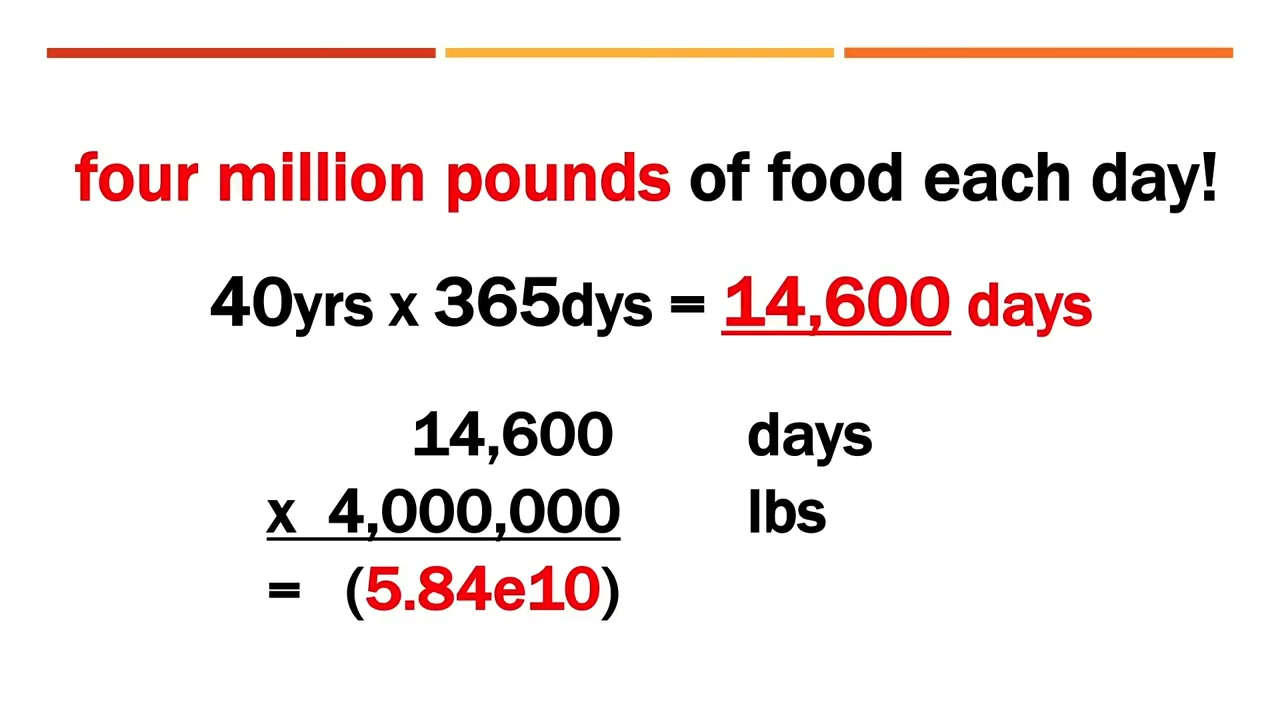 four million pounds of food each day!
40yrs x 365dys = 14,600 days
14,600 days
x 4,000,000 lbs
= (5.84e10)